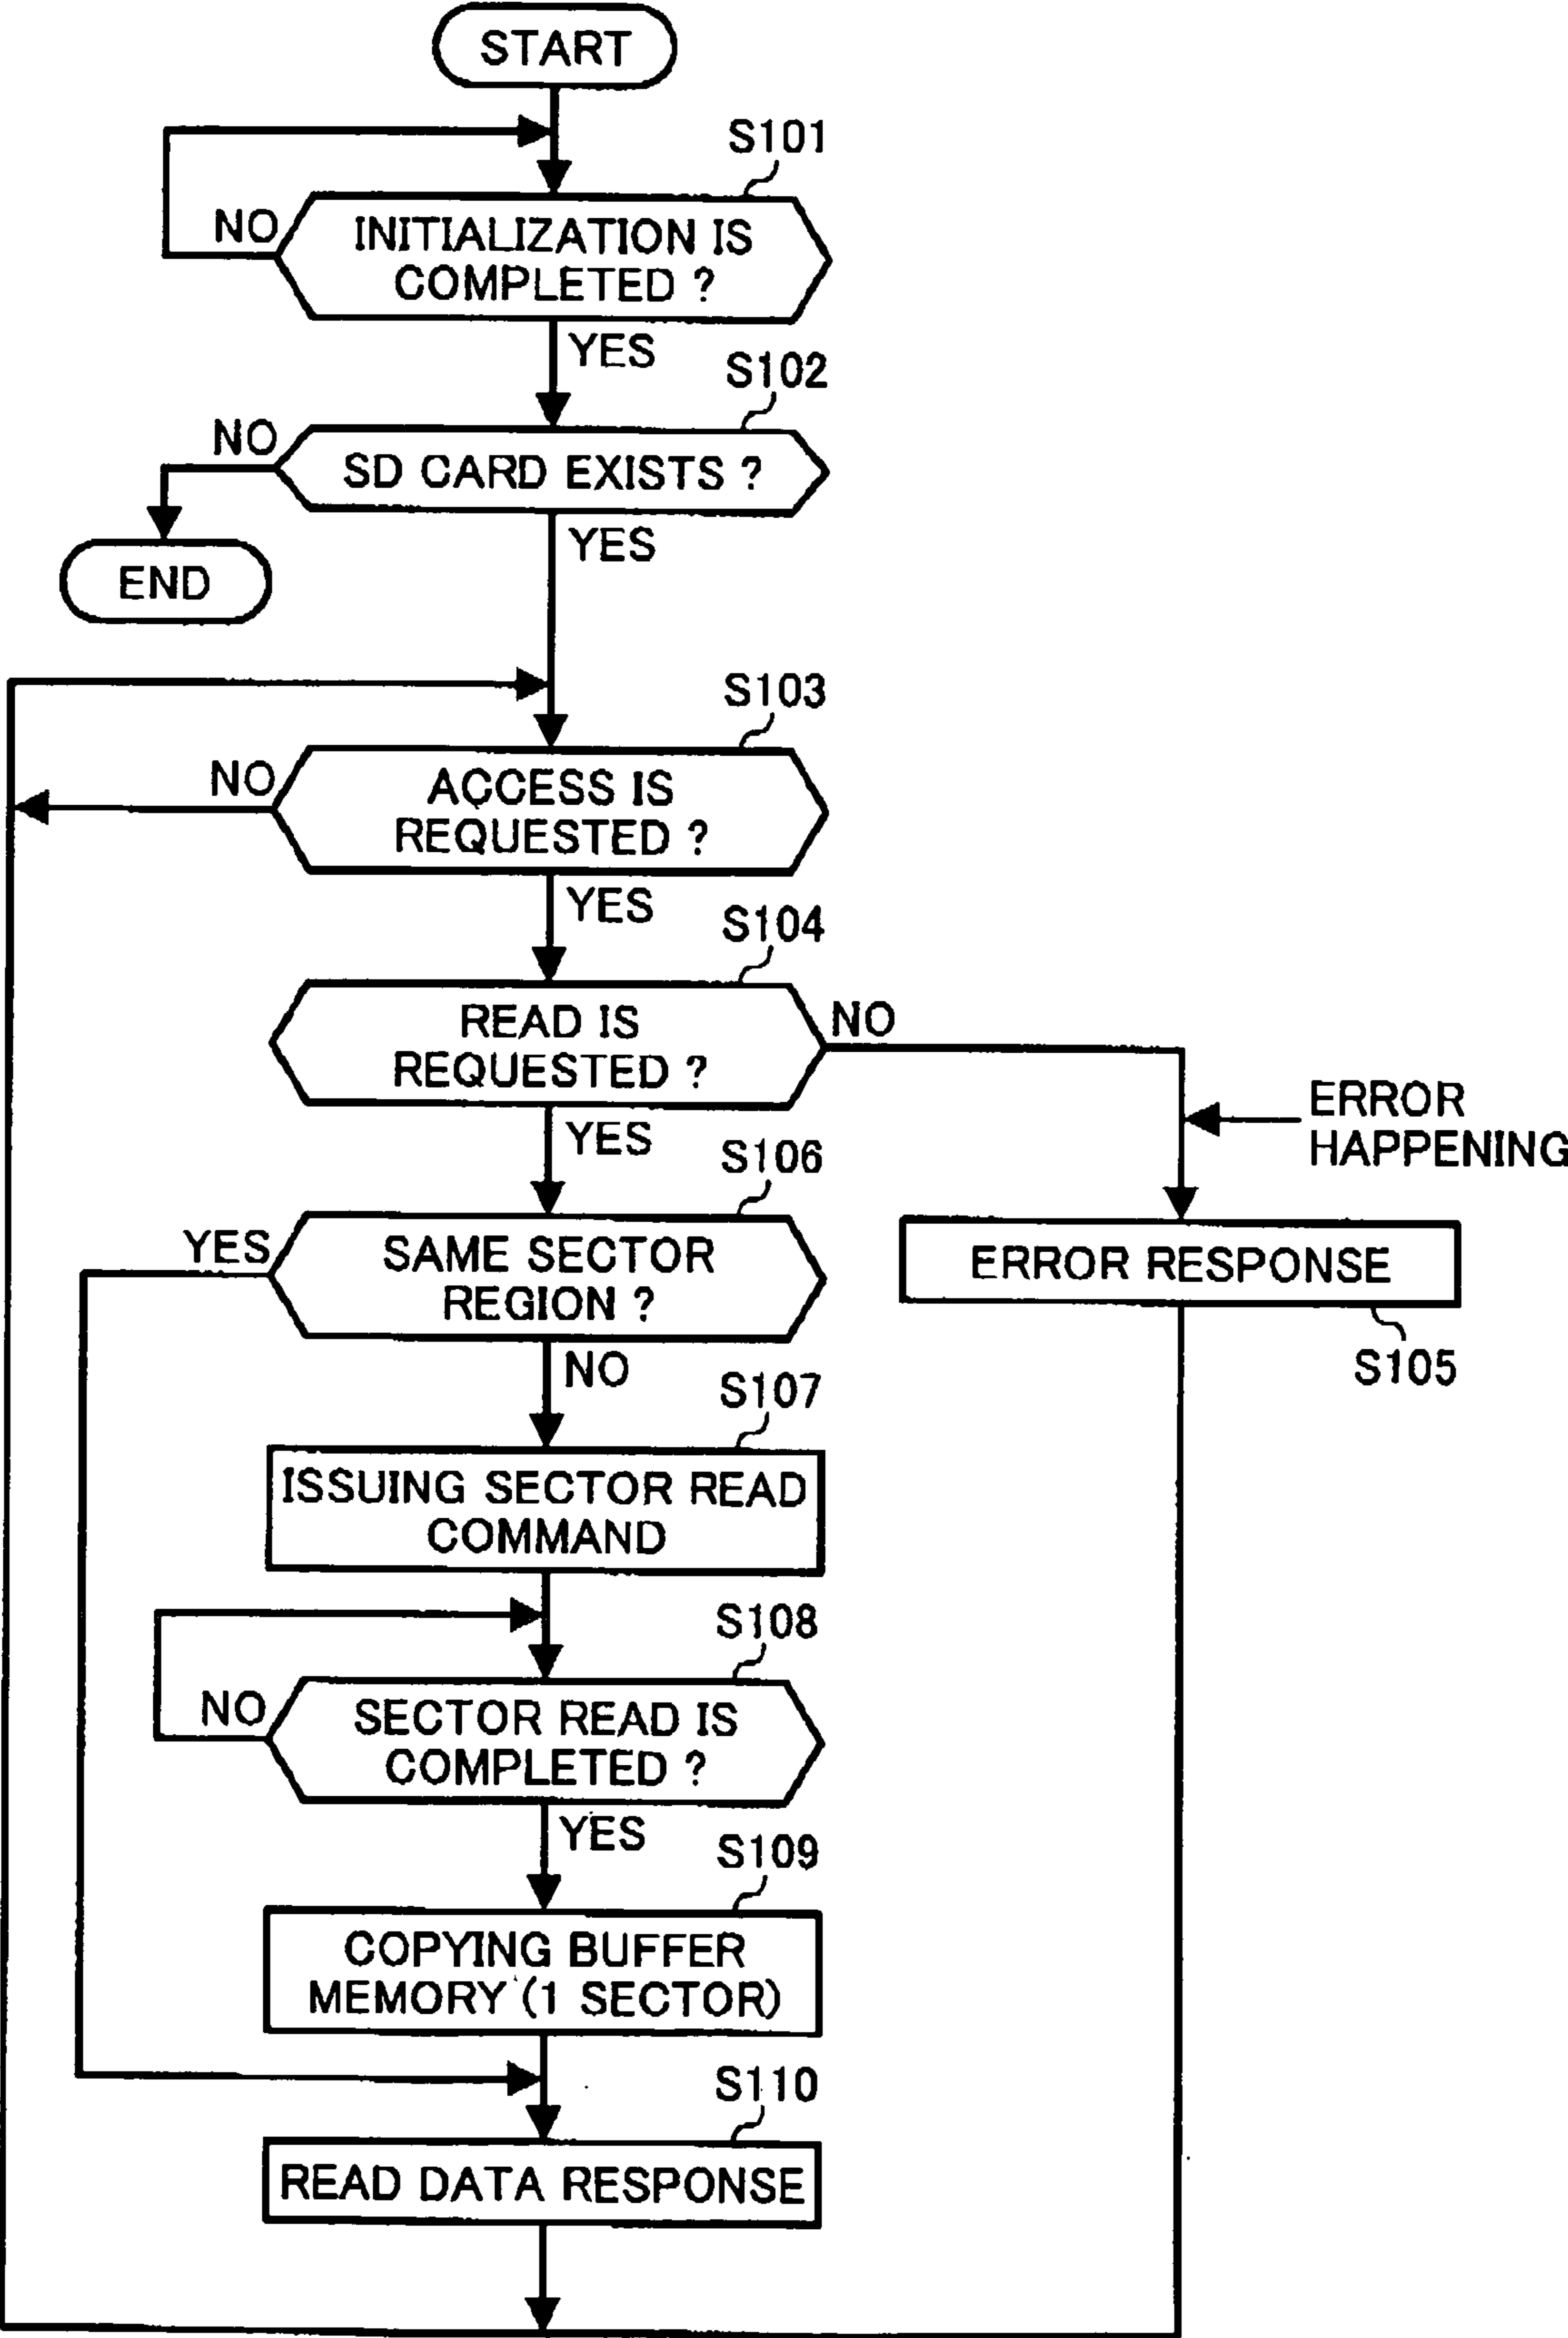 START
S101
NO
INITIALIZATION IS
COMPLETED ?
YES
S102
NO
SD CARD EXISTS ?
YES
END
S103
NO
ACCESS IS
REQUESTED ?
YES
S104
READ IS
REQUESTED ?
NO
ERROR
HAPPENING
YES
S106
YES
SAME SECTOR
REGION ?
ERROR RESPONSE
S105
NO
S107
ISSUING SECTOR READ
COMMAND
S108
NO
SECTOR READ IS
COMPLETED ?
YES
S109
COPYING BUFFER
MEMORY (1 SECTOR)
S110
READ DATA RESPONSE